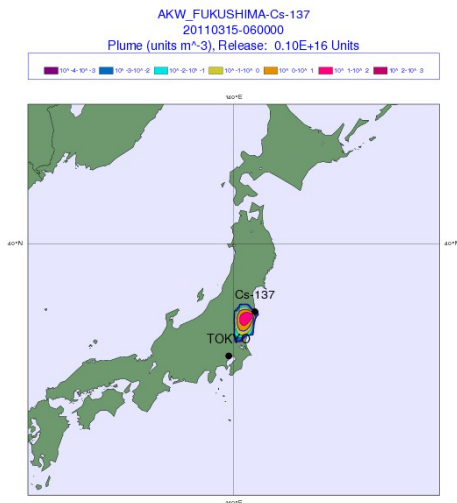 AKW_FUKUSHIMA-Cs-137
20110315-060000
Plume (units m^-3), Release: 0.10E+16 Units
10^ -4-10^ -3 10^ -3-10^ -2 10^ -2-10^ -1 10^ -1-10^ 0 10^ 0-10^ 1 10^ 1-10^ 2 10^ 2-10^ 3
140°E
40°N 40°N
Cs-137
TOKYO
140°E